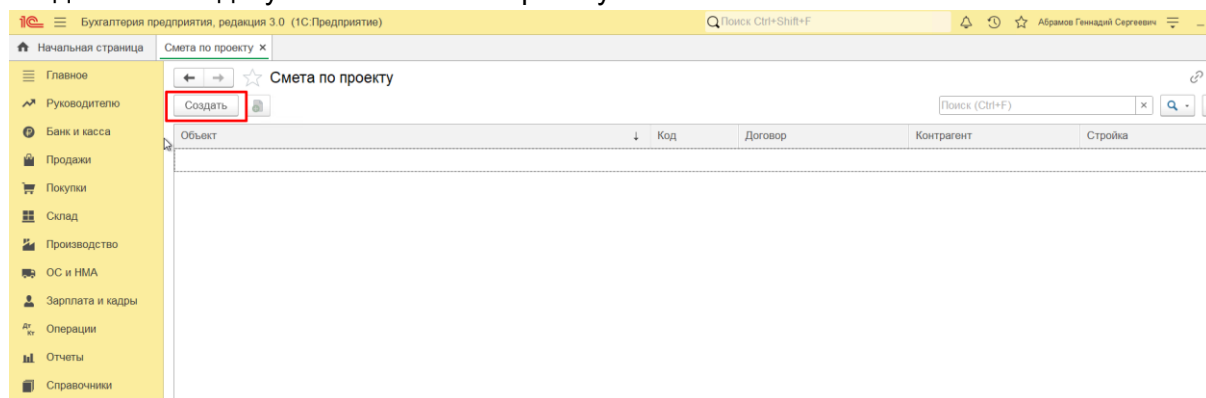 1С Бухгалтерия предприятия, редакция 3.0 (1С:Предприятие) Поиск Ctrl+Shift+F Абрамов Геннадий Сергеевич
Начальная страница Смета по проекту ×
Главное
Смета по проекту
Руководителю
Создать Поиск (Ctrl+F) ×
Банк и касса
Объект ↓ Код Договор Контрагент Стройка
Продажи
Покупки
Склад
Производство
ОС и НМА
Зарплата и кадры
Дт Кт Операции
Отчеты
Справочники